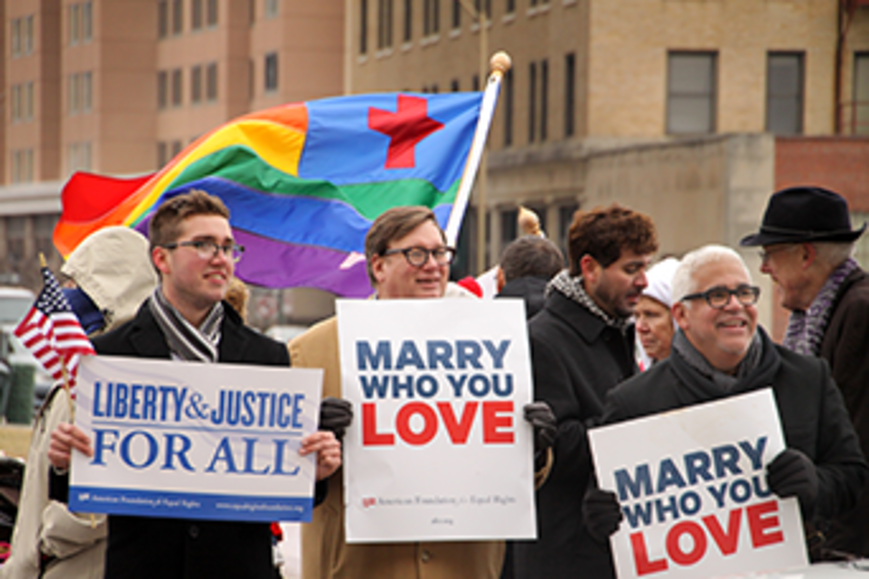 LIBERTY & JUSTICE
FOR ALL
American Foundation for Equal Rights
MARRY
WHO YOU
LOVE
American Foundation for Equal Rights
MARRY
WHO YOU
LOVE